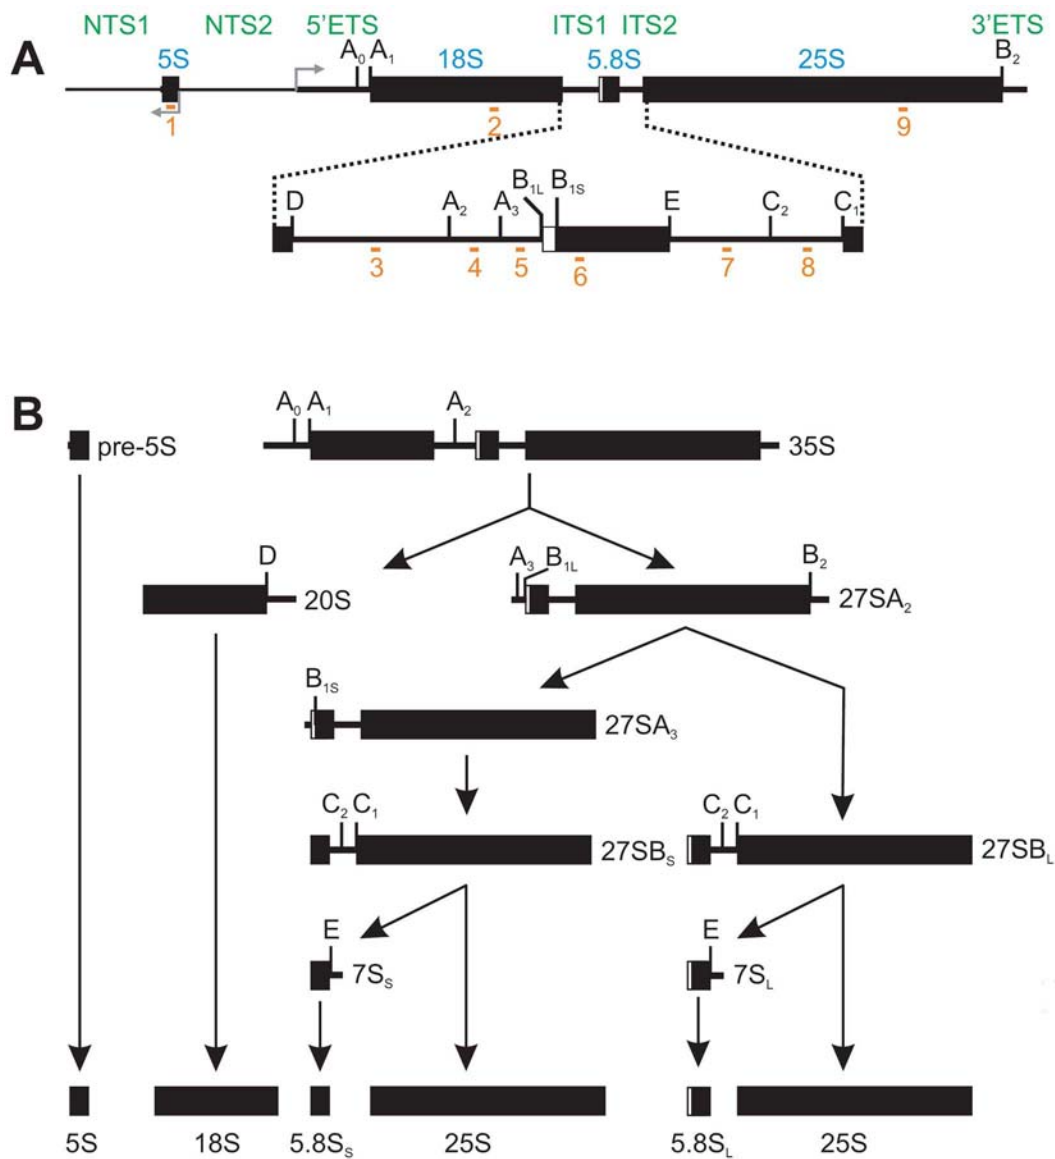 NTS1 NTS2 5'ETS ITS1 ITS2 3'ETS
A 5S A₀ A₁ 18S 5.8S 25S B₂
1 2 9
D A₂ A₃ B₁L B₁S E C₂ C₁
3 4 5 6 7 8
B
A₀ A₁ A₂
pre-5S 35S
D A₃ B₁L B₂
20S 27SA₂
B₁S
27SA₃
C₂ C₁ C₂ C₁
27SBS 27SBL
E E
7SS 7SL
5S 18S 5.8SS 25S 5.8SL 25S